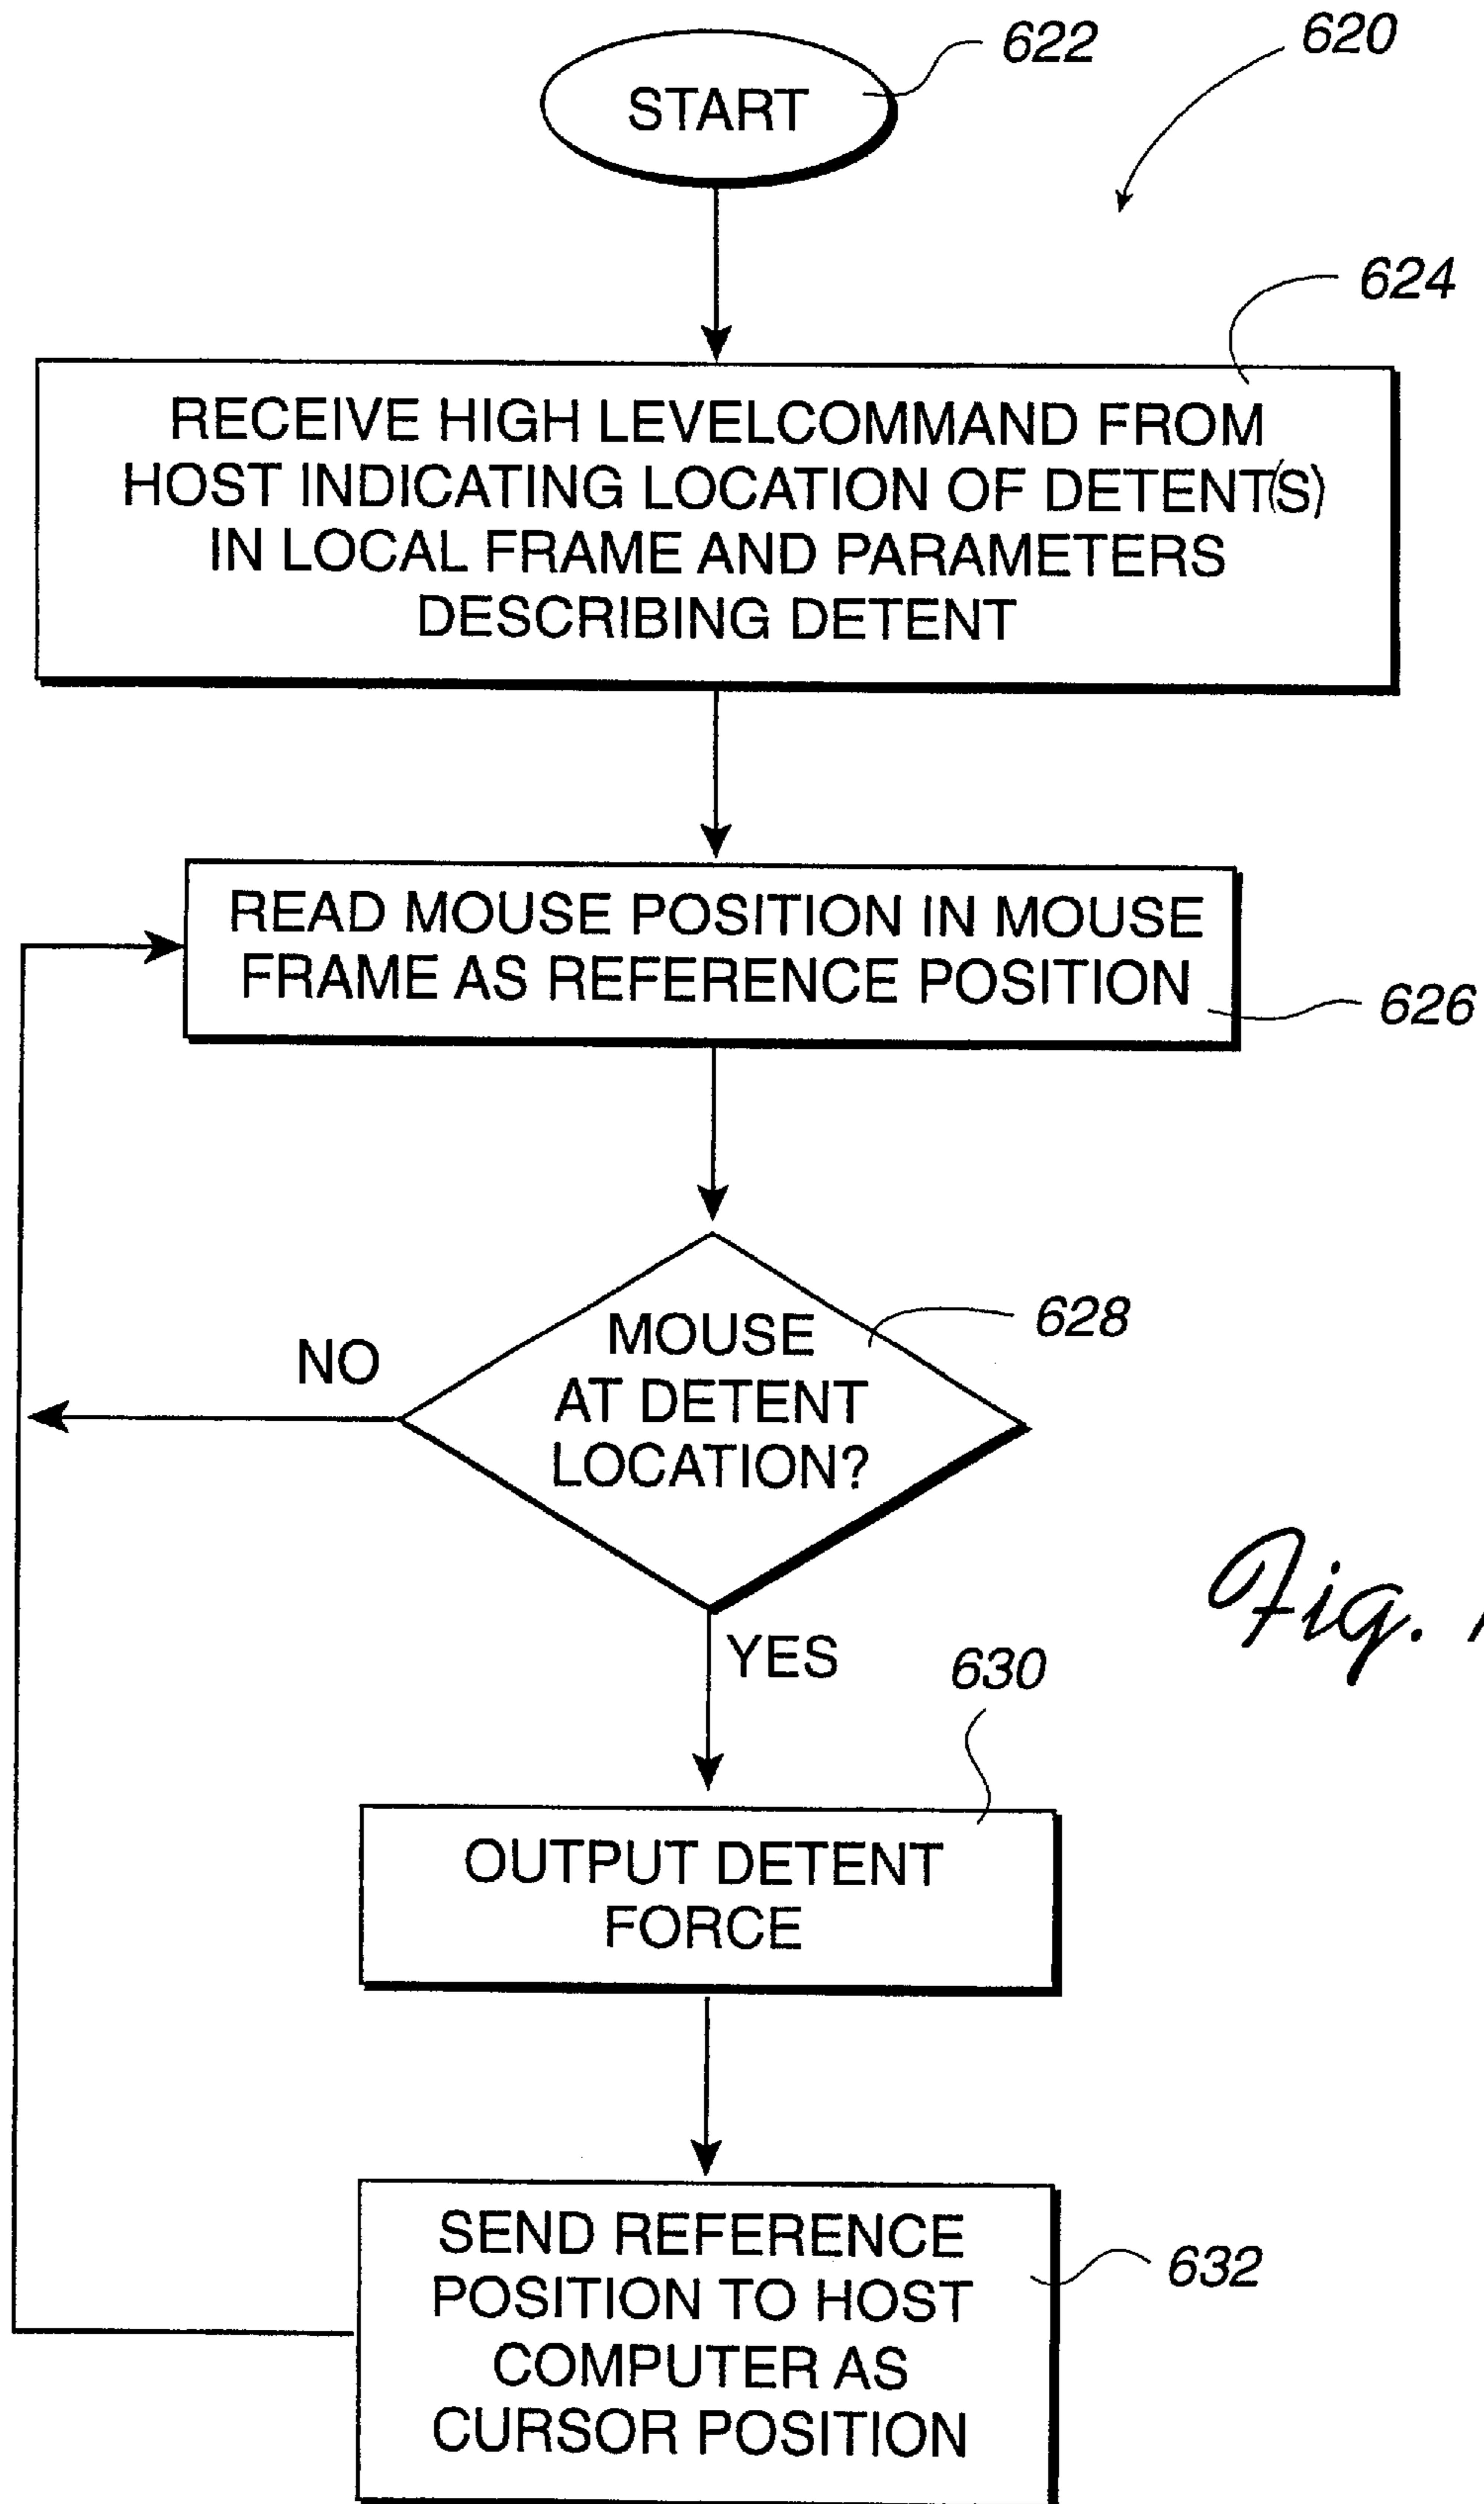 622
620
START
624
RECEIVE HIGH LEVELCOMMAND FROM
HOST INDICATING LOCATION OF DETENT(S)
IN LOCAL FRAME AND PARAMETERS
DESCRIBING DETENT
READ MOUSE POSITION IN MOUSE
FRAME AS REFERENCE POSITION
626
628
MOUSE
AT DETENT
LOCATION?
NO
Fig.
YES
630
OUTPUT DETENT
FORCE
SEND REFERENCE
POSITION TO HOST
COMPUTER AS
CURSOR POSITION
632